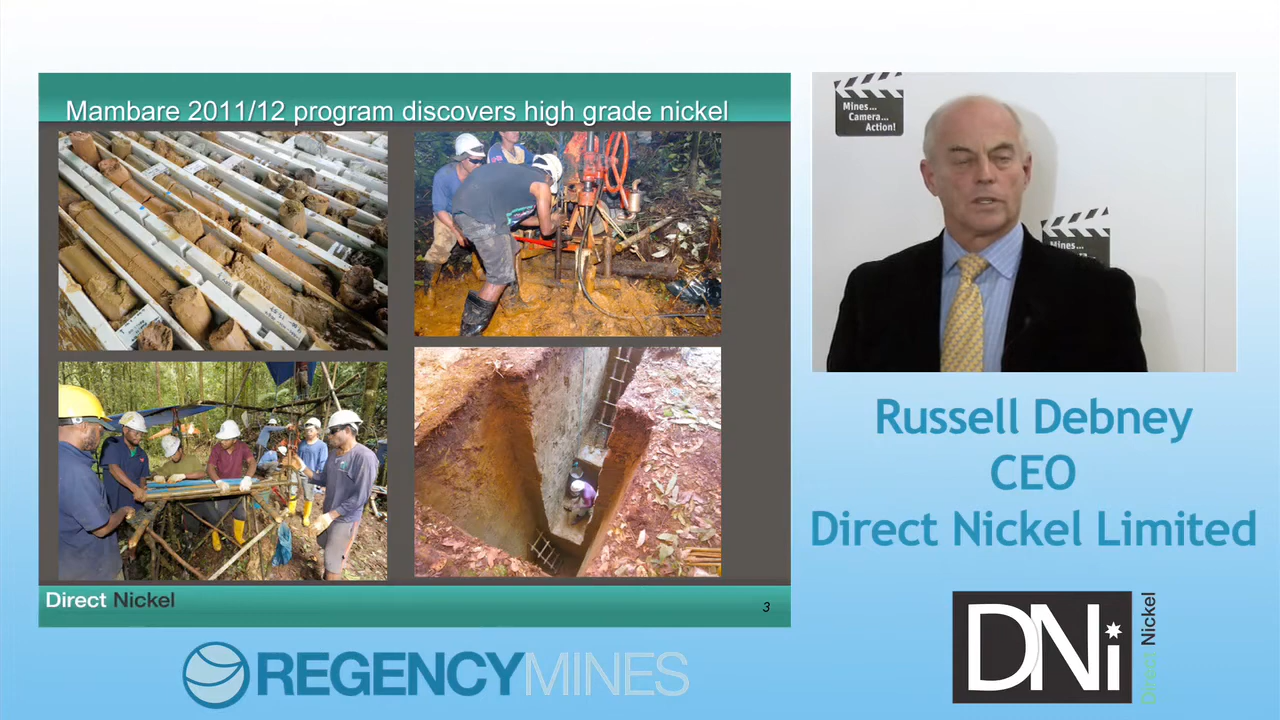 Mambare 2011/12 program discovers high grade nickel
Direct Nickel
3
REGENCYMINES
Mines...
Camera...
Action!
Mines...
Russell Debney
CEO
Direct Nickel Limited
DNi
Direct Nickel